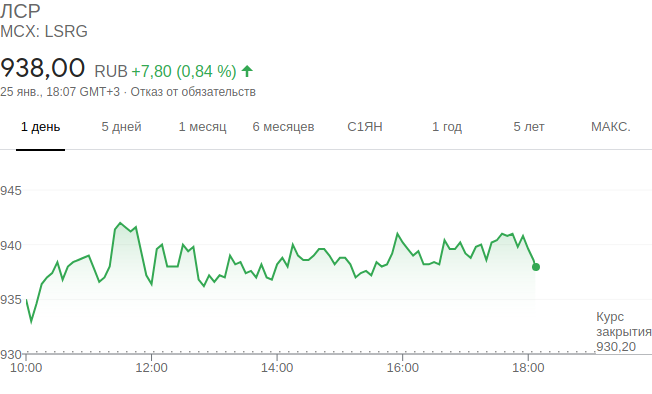 ЛСР
MCX: LSRG
938,00 RUB +7,80 (0,84 %)
25 янв., 18:07 GMT+3 · Отказ от обязательств
1 день 5 дней 1 месяц 6 месяцев С1ЯН 1 год 5 лет МАКС.
945
940
935
Курс
закрытия
930,20
930
10:00 12:00 14:00 16:00 18:00